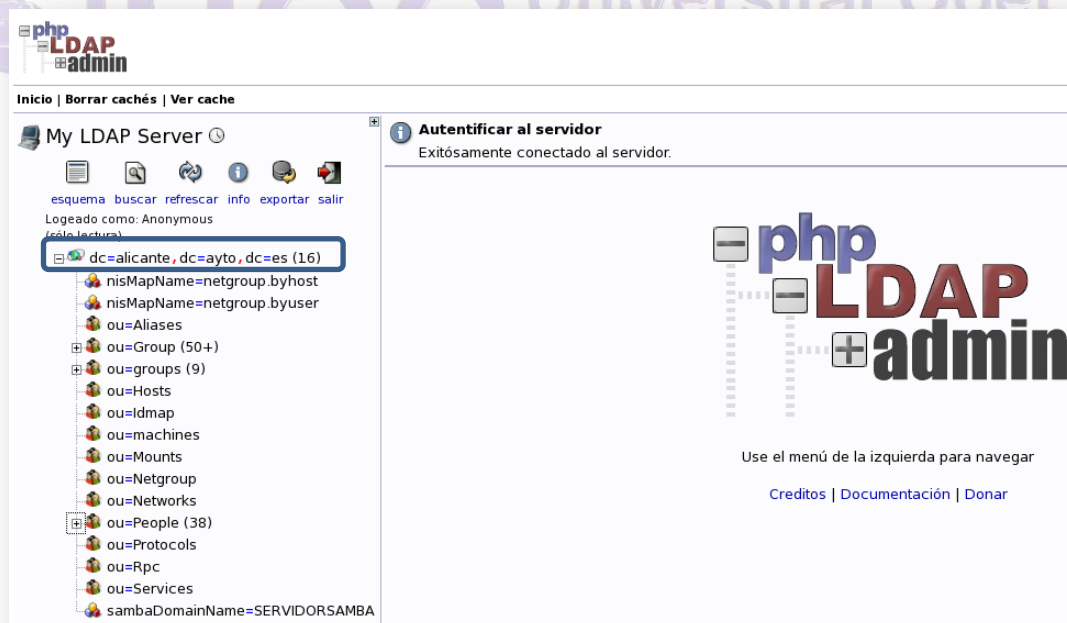 php
LDAP
admin
Inicio | Borrar cachés | Ver cache
My LDAP Server
esquema buscar refrescar info exportar salir
Logeado como: Anonymous
(sólo lectura)
dc=alicante,dc=ayto,dc=es (16)
nisMapName=netgroup.byhost
nisMapName=netgroup.byuser
ou=Aliases
ou=Group (50+)
ou=groups (9)
ou=Hosts
ou=Idmap
ou=machines
ou=Mounts
ou=Netgroup
ou=Networks
ou=People (38)
ou=Protocols
ou=Rpc
ou=Services
sambaDomainName=SERVIDORSAMBA
Autentificar al servidor
Exitósamente conectado al servidor.
php
LDAP
admin
Use el menú de la izquierda para navegar
Creditos | Documentación | Donar